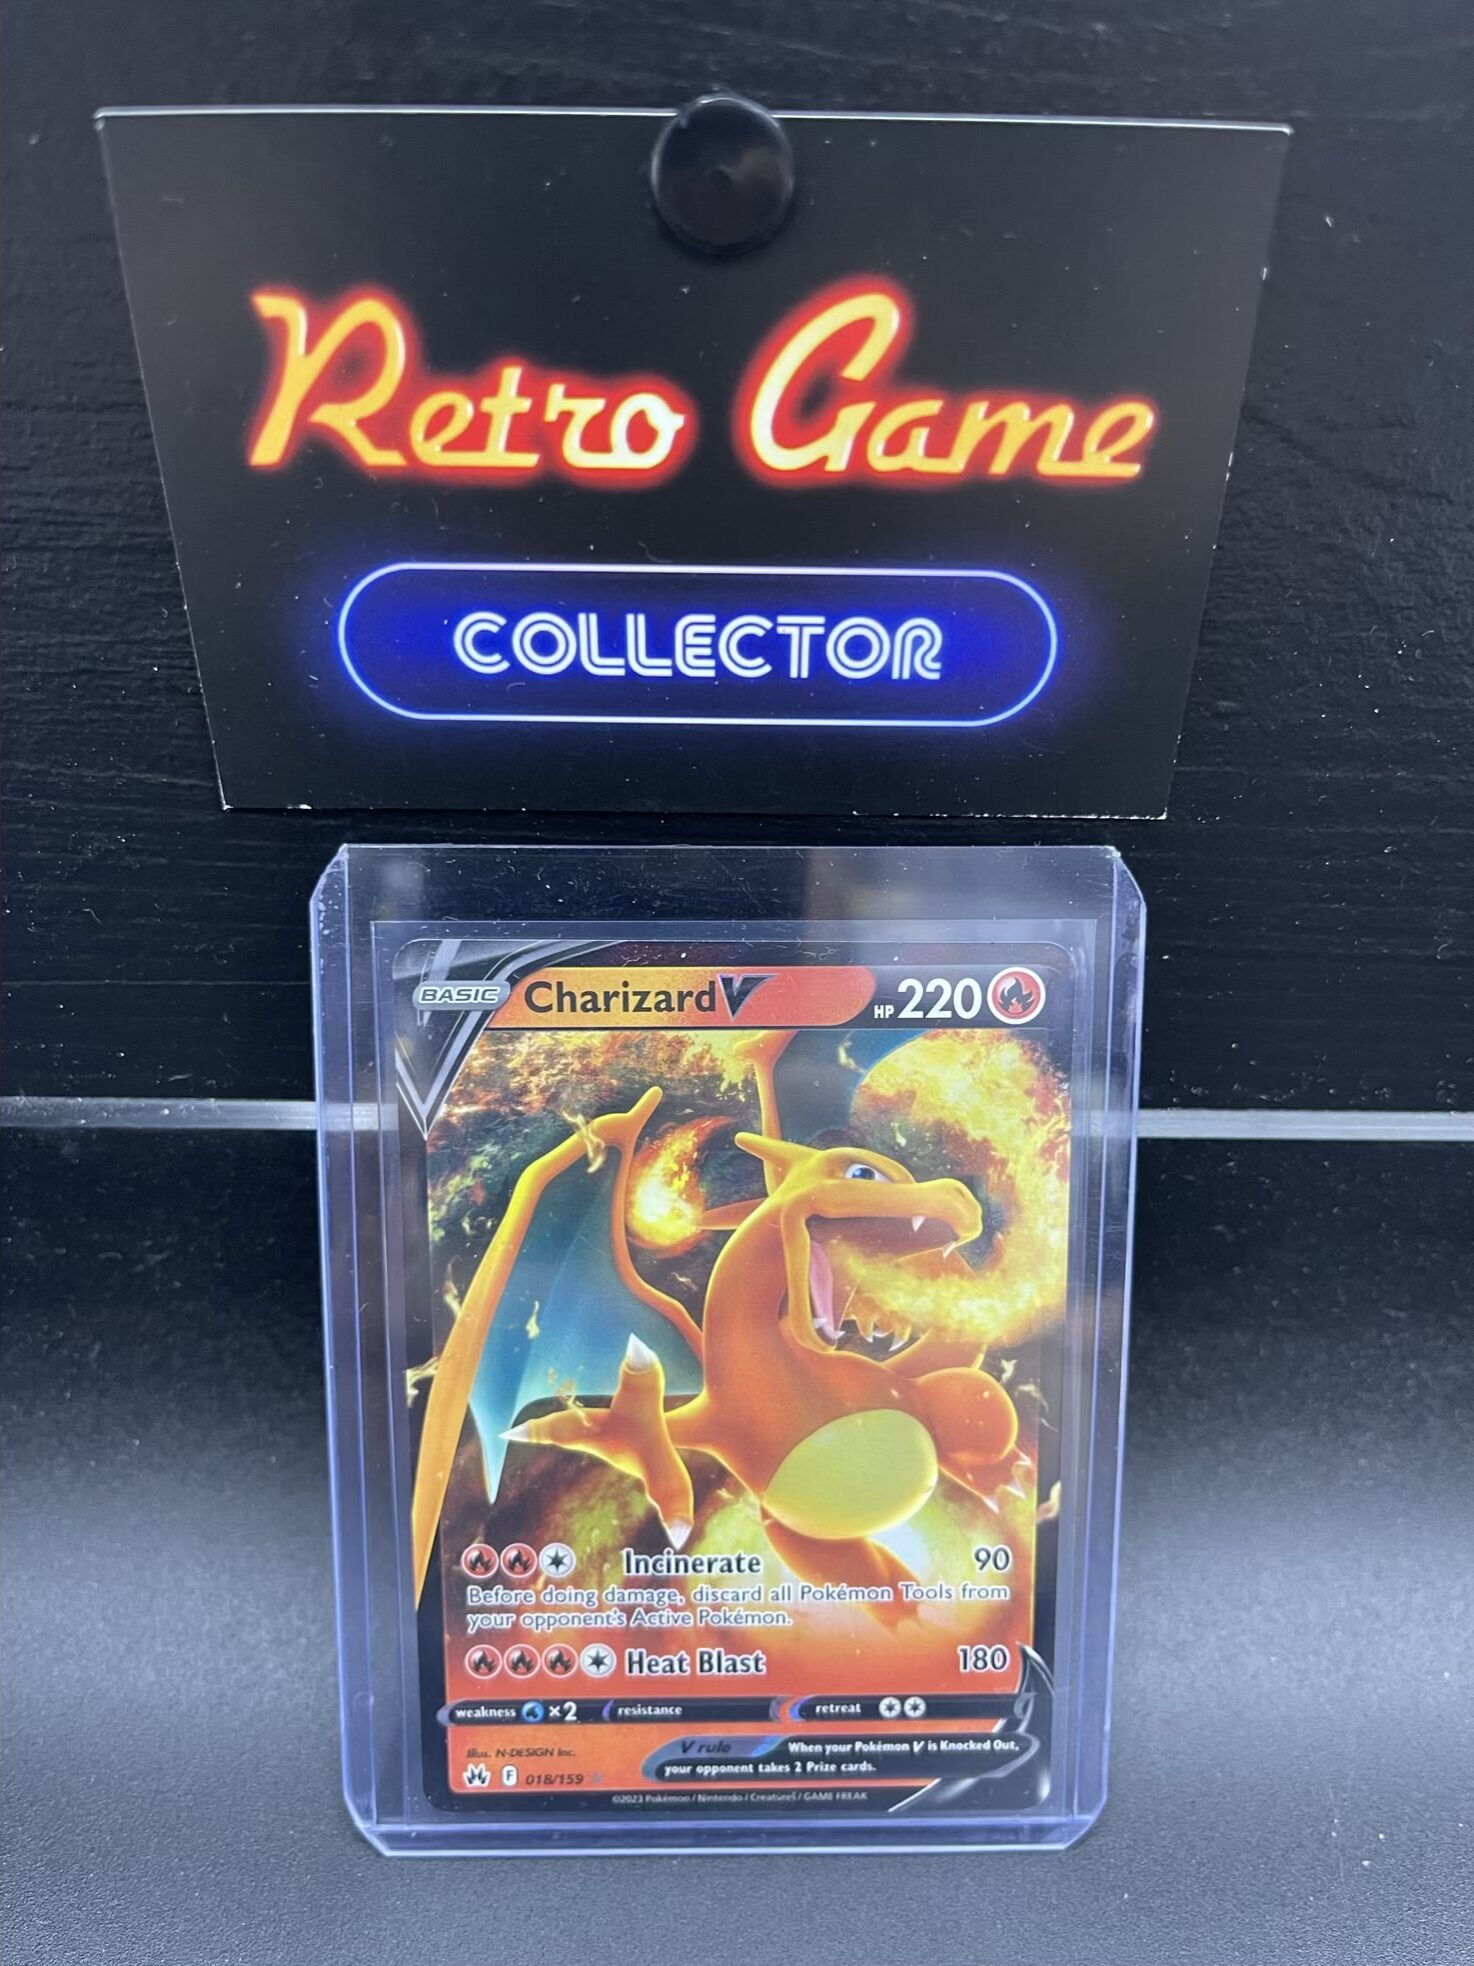 Retro Game
COLLECTOR
BASIC Charizard V HP 220
Incinerate 90
Before doing damage, discard all Pokémon Tools from
your opponent's Active Pokémon.
Heat Blast 180
weakness ×2 resistance retreat
Illus. N-DESIGN Inc. V rule When your Pokémon V is Knocked Out,
your opponent takes 2 Prize cards.
F 018/159
©2023 Pokémon / Nintendo / Creatures / GAME FREAK